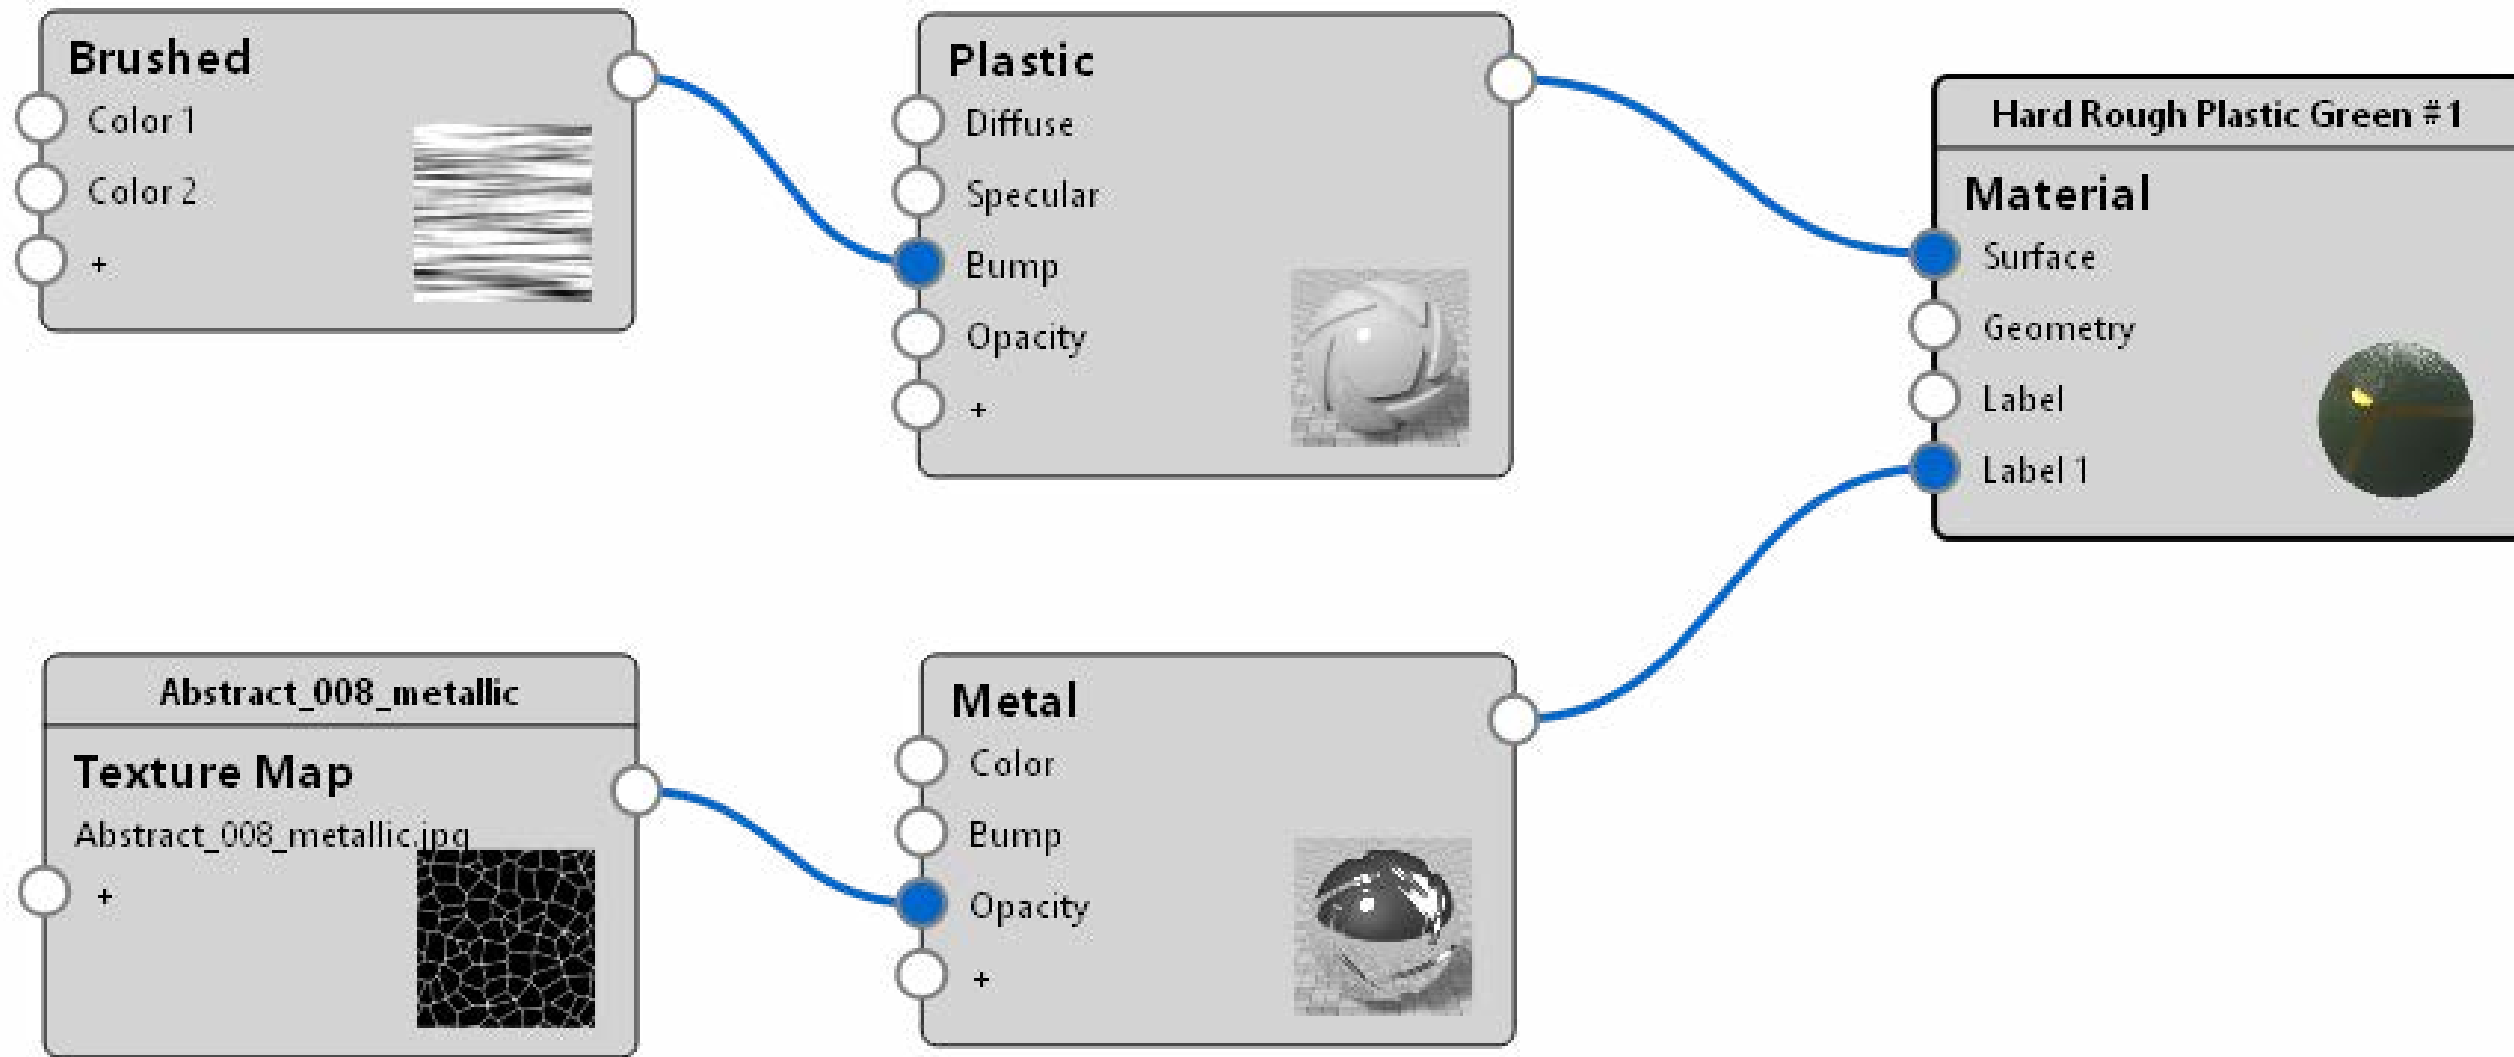 Brushed
Color 1
Color 2
+
Plastic
Diffuse
Specular
Bump
Opacity
+
Hard Rough Plastic Green #1
Material
Surface
Geometry
Label
Label 1
Abstract_008_metallic
Texture Map
Abstract_008_metallic.jpg
+
Metal
Color
Bump
Opacity
+